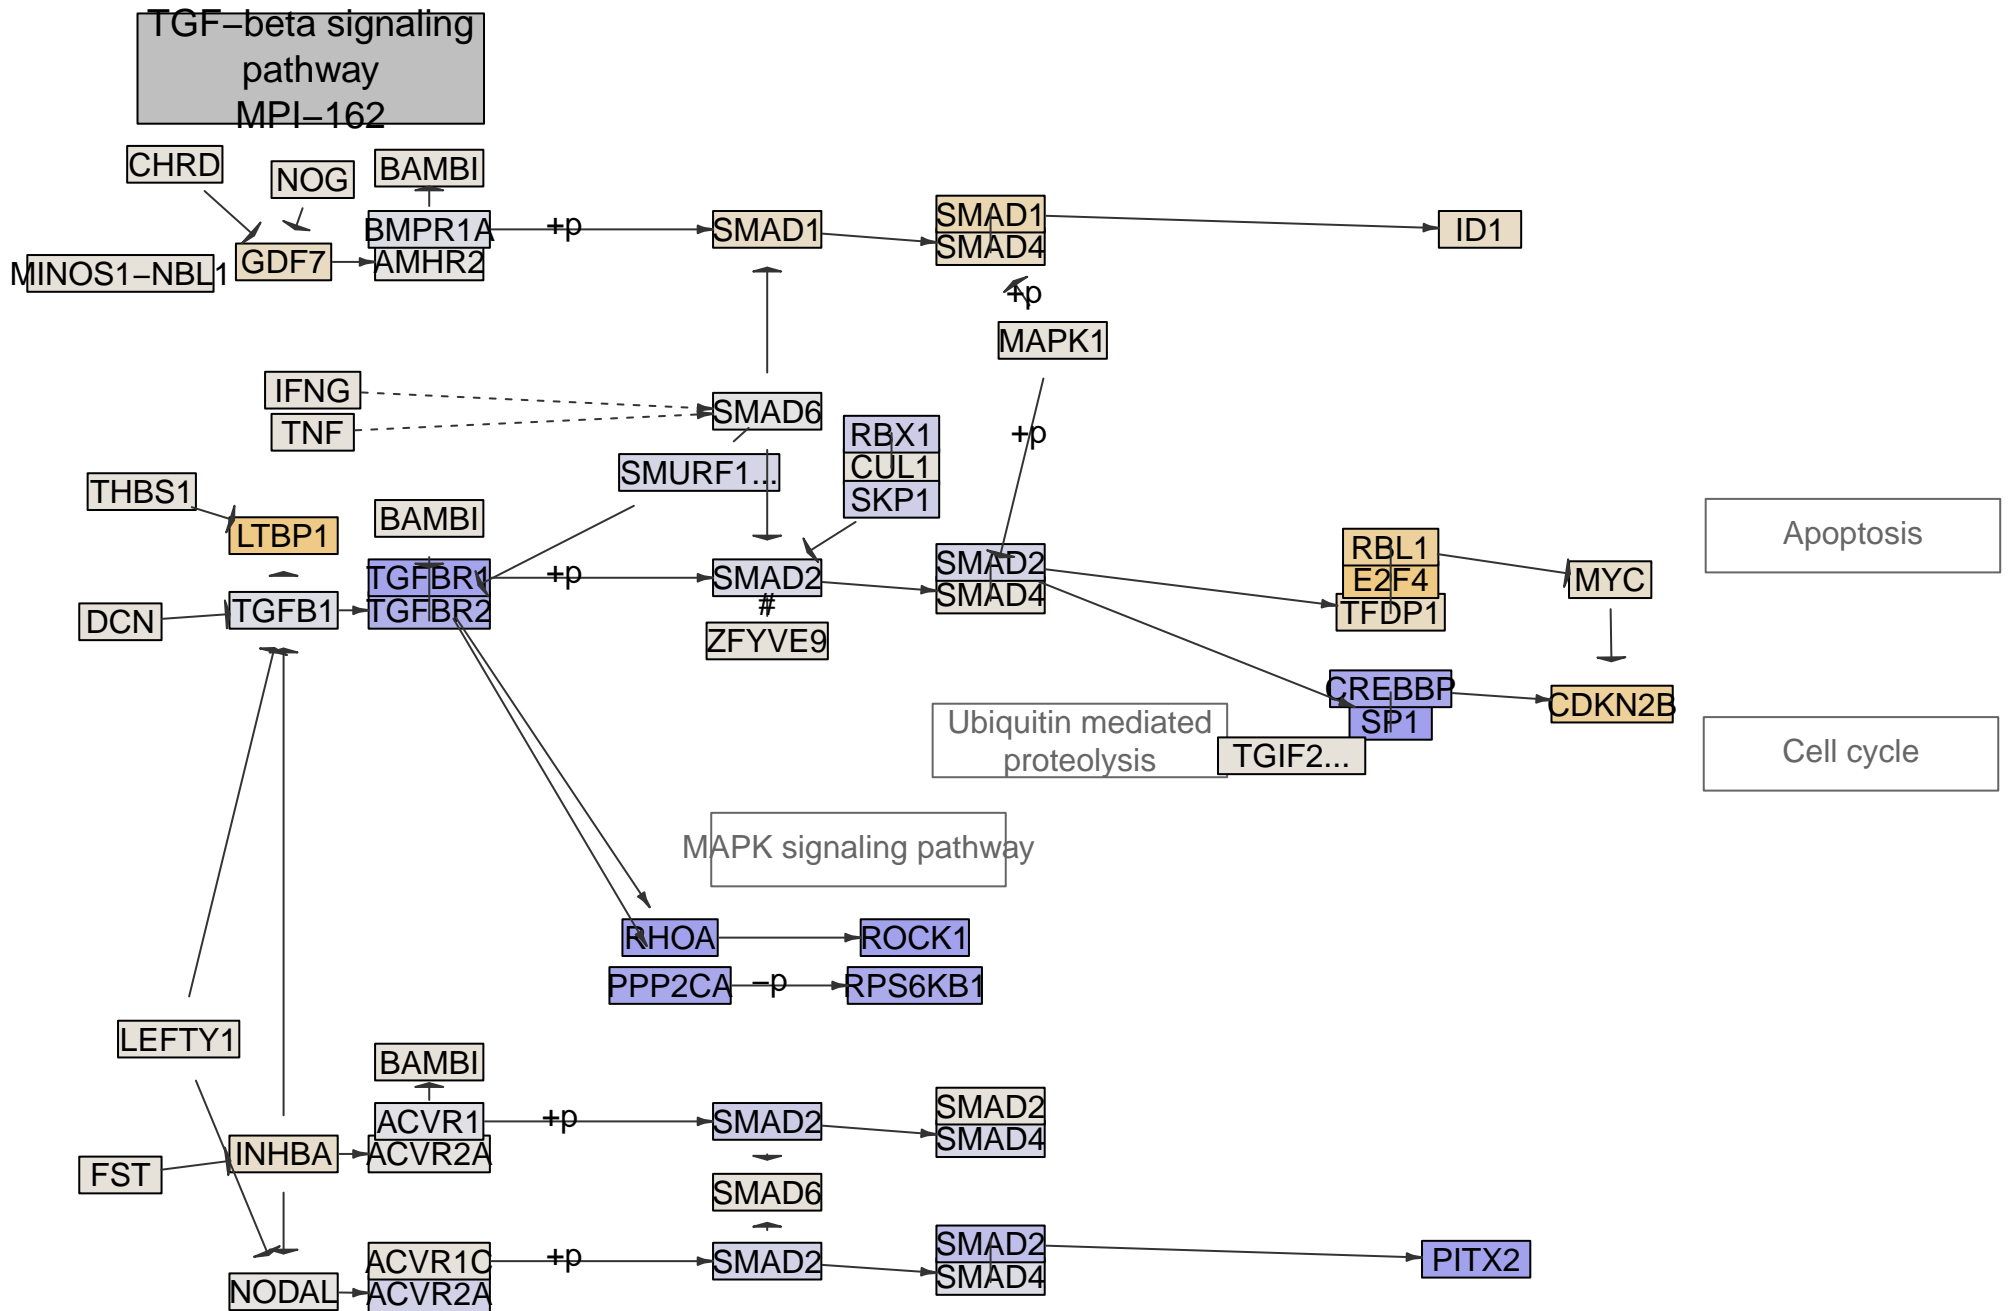 TGF−beta signaling
pathway
MPI−162
CHRD
NOG
BAMBI
BMPR1A
+p
SMAD1
SMAD1
ID1
MINOS1−NBL1
GDF7
AMHR2
SMAD4
+p
MAPK1
IFNG
TNF
SMAD6
RBX1
+p
SMURF1...
CUL1
SKP1
THBS1
LTBP1
BAMBI
RBL1
Apoptosis
TGFBR1
+p
SMAD2
SMAD2
E2F4
MYC
DCN
TGFB1
TGFBR2
#
SMAD4
TFDP1
ZFYVE9
CREBBP
CDKN2B
Ubiquitin mediated
proteolysis
SP1
TGIF2...
Cell cycle
MAPK signaling pathway
RHOA
ROCK1
PPP2CA
−p
RPS6KB1
LEFTY1
BAMBI
ACVR1
+p
SMAD2
SMAD2
SMAD4
INHBA
ACVR2A
FST
SMAD6
ACVR1C
+p
SMAD2
SMAD2
SMAD4
PITX2
NODAL
ACVR2A